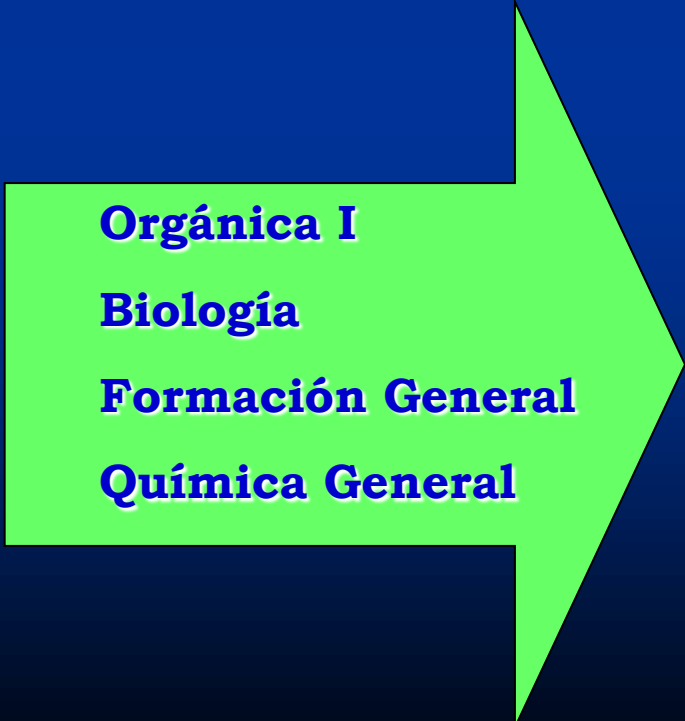 Orgánica I
Biología
Formación General
Química General